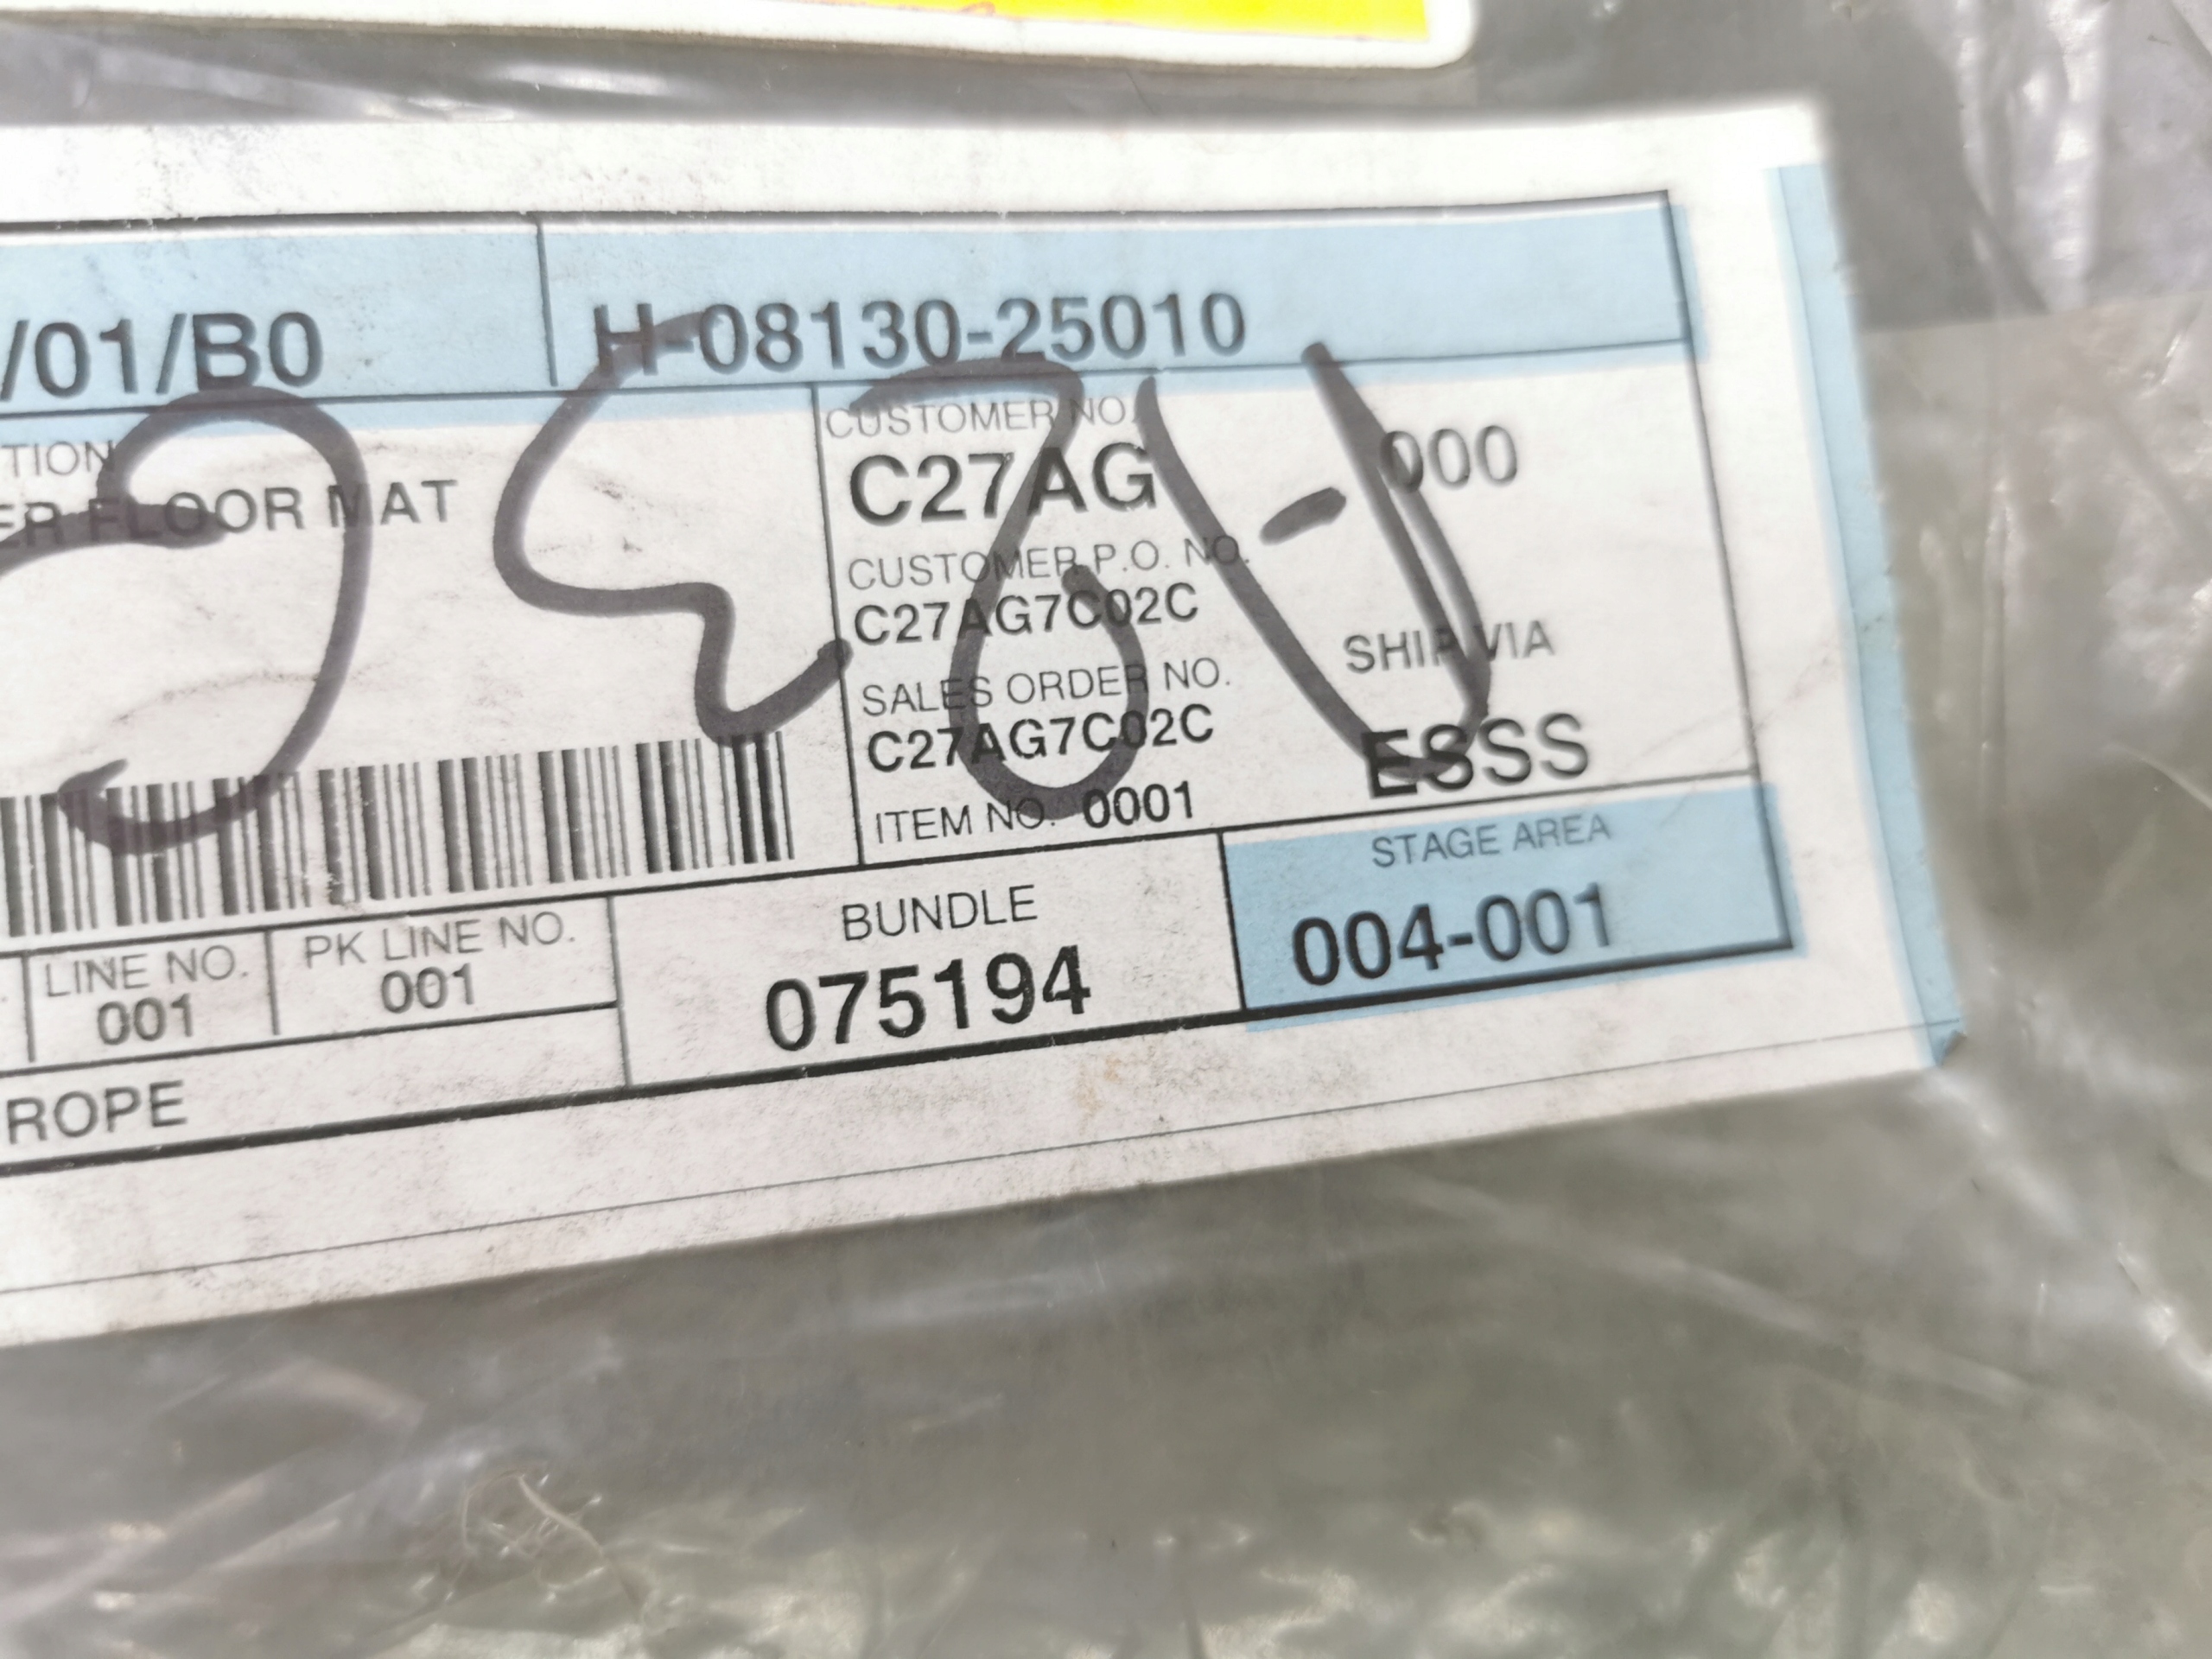 /01/B0 H-08130-25010
TION
ER FLOOR MAT
CUSTOMER NO.
C27AG - 000
CUSTOMER P.O. NO.
C27AG7C02C
SHIP VIA
SALES ORDER NO.
C27AG7C02C ESSS
ITEM NO. 0001
STAGE AREA
004-001
BUNDLE
075194
LINE NO.
001
PK LINE NO.
001
ROPE